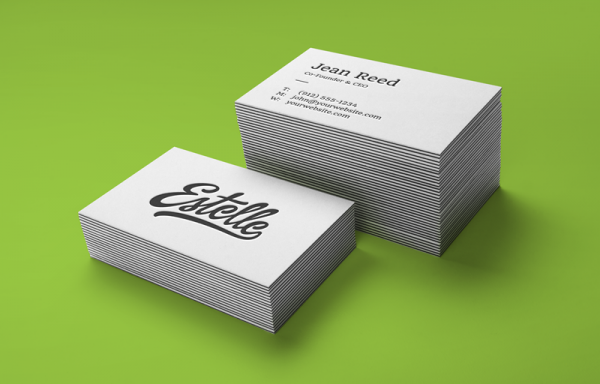 Estelle
Jean Reed
Co-Founder & CEO
T: (912) 555-1234
M: john@yourwebsite.com
W: yourwebsite.com